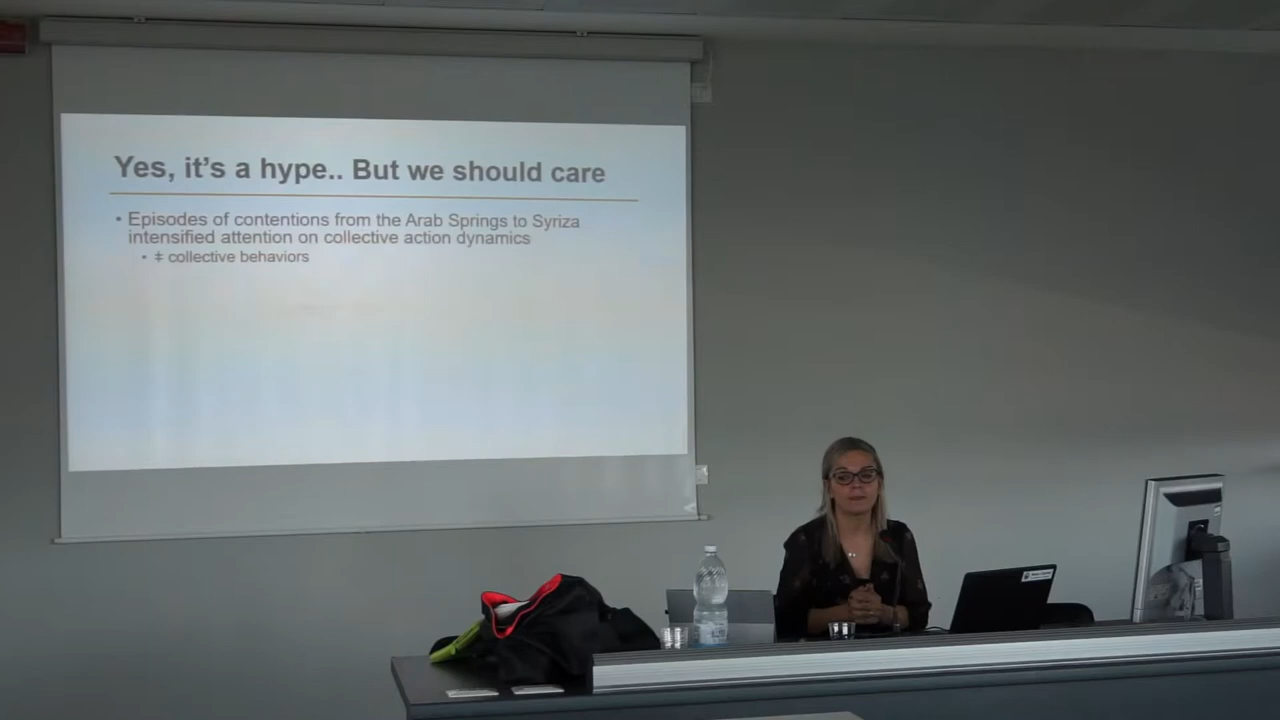 Yes, it's a hype.. But we should care
• Episodes of contentions from the Arab Springs to Syriza
intensified attention on collective action dynamics
• ǂ collective behaviors